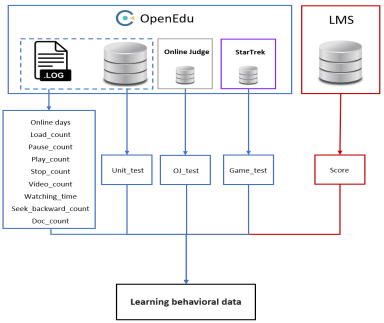 OpenEdu
LMS
Online Judge
StarTrek
.LOG
Online days
Load_count
Pause_count
Play_count
Stop_count
Video_count
Watching_time
Seek_backward_count
Doc_count
Unit_test
OJ_test
Game_test
Score
Learning behavioral data